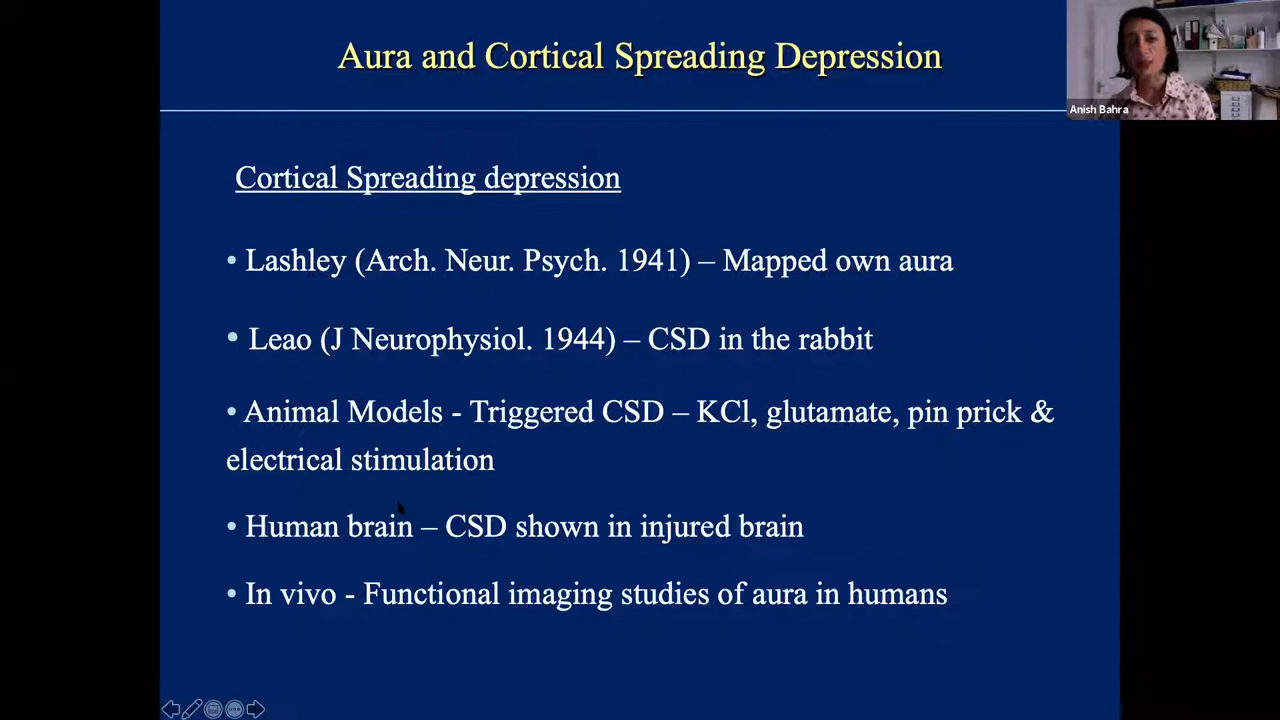 Aura and Cortical Spreading Depression
Anish Bahra
Cortical Spreading depression
• Lashley (Arch. Neur. Psych. 1941) – Mapped own aura
• Leao (J Neurophysiol. 1944) – CSD in the rabbit
• Animal Models - Triggered CSD – KCl, glutamate, pin prick &
electrical stimulation
• Human brain – CSD shown in injured brain
• In vivo - Functional imaging studies of aura in humans